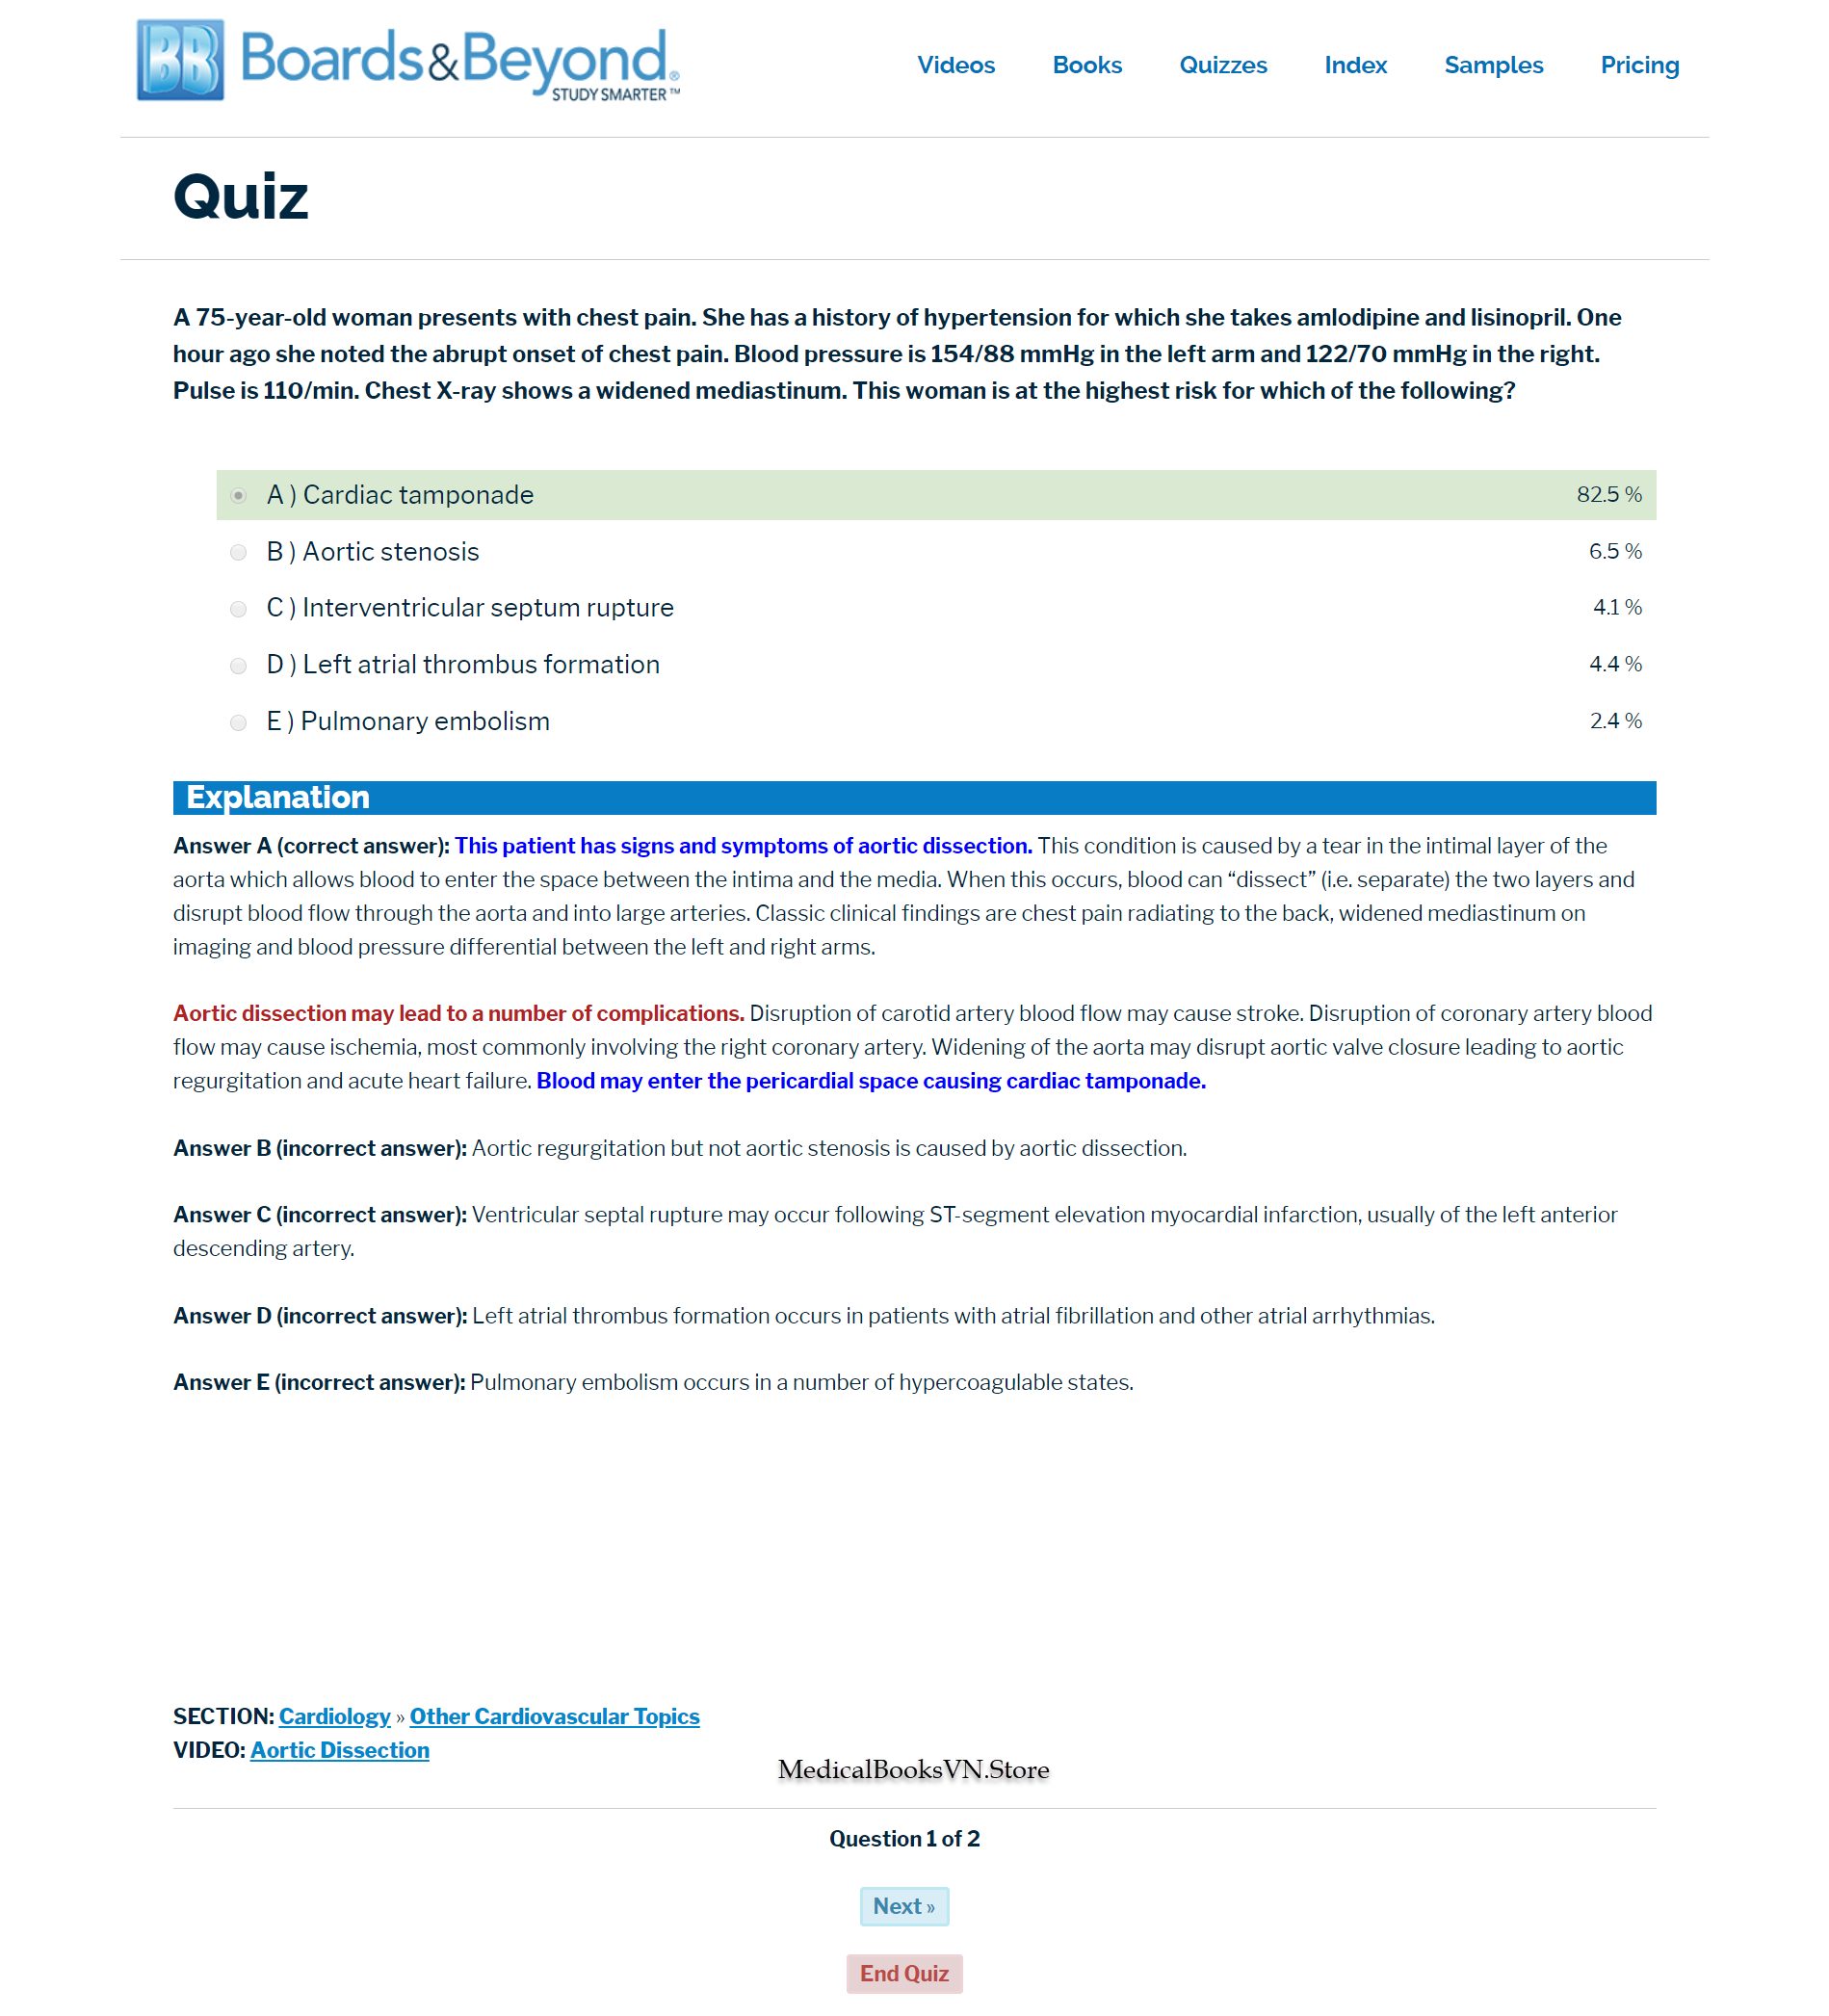 BB Boards&Beyond®
STUDY SMARTER™
Videos Books Quizzes Index Samples Pricing
Quiz
A 75-year-old woman presents with chest pain. She has a history of hypertension for which she takes amlodipine and lisinopril. One
hour ago she noted the abrupt onset of chest pain. Blood pressure is 154/88 mmHg in the left arm and 122/70 mmHg in the right.
Pulse is 110/min. Chest X-ray shows a widened mediastinum. This woman is at the highest risk for which of the following?
A ) Cardiac tamponade 82.5 %
B ) Aortic stenosis 6.5 %
C ) Interventricular septum rupture 4.1 %
D ) Left atrial thrombus formation 4.4 %
E ) Pulmonary embolism 2.4 %
Explanation
Answer A (correct answer): This patient has signs and symptoms of aortic dissection. This condition is caused by a tear in the intimal layer of the
aorta which allows blood to enter the space between the intima and the media. When this occurs, blood can “dissect” (i.e. separate) the two layers and
disrupt blood flow through the aorta and into large arteries. Classic clinical findings are chest pain radiating to the back, widened mediastinum on
imaging and blood pressure differential between the left and right arms.
Aortic dissection may lead to a number of complications. Disruption of carotid artery blood flow may cause stroke. Disruption of coronary artery blood
flow may cause ischemia, most commonly involving the right coronary artery. Widening of the aorta may disrupt aortic valve closure leading to aortic
regurgitation and acute heart failure. Blood may enter the pericardial space causing cardiac tamponade.
Answer B (incorrect answer): Aortic regurgitation but not aortic stenosis is caused by aortic dissection.
Answer C (incorrect answer): Ventricular septal rupture may occur following ST-segment elevation myocardial infarction, usually of the left anterior
descending artery.
Answer D (incorrect answer): Left atrial thrombus formation occurs in patients with atrial fibrillation and other atrial arrhythmias.
Answer E (incorrect answer): Pulmonary embolism occurs in a number of hypercoagulable states.
SECTION: Cardiology » Other Cardiovascular Topics
VIDEO: Aortic Dissection
MedicalBooksVN.Store
Question 1 of 2
Next »
End Quiz